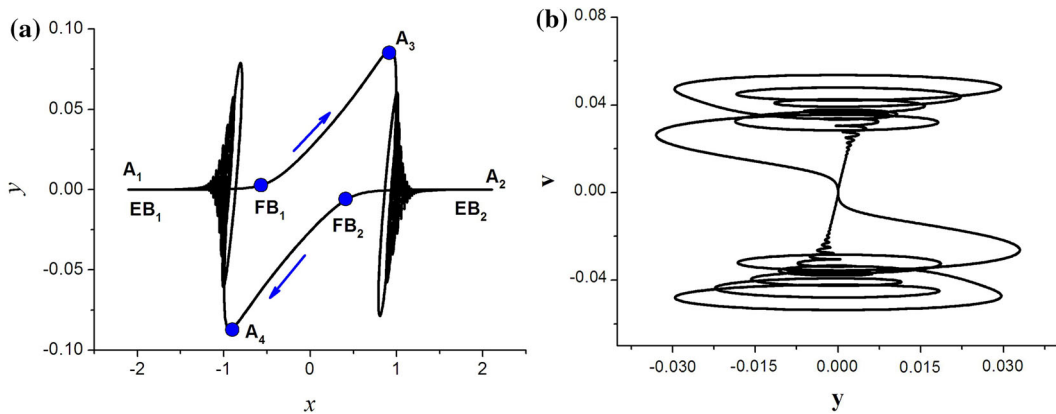 (a)
0.10
0.05
0.00
-0.05
-0.10
y
A₃
A₁
EB₁
FB₁
FB₂
A₂
EB₂
A₄
-2
-1
0
1
2
x
(b)
0.08
0.04
0.00
-0.04
v
-0.030
-0.015
0.000
0.015
0.030
y